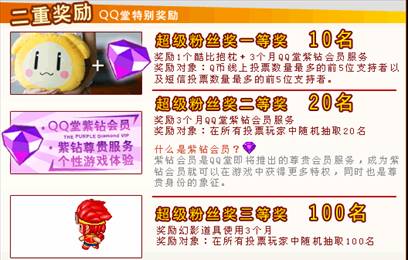 二重奖励 QQ堂特别奖励
超级粉丝奖一等奖 10名
奖励1个酷比抱枕+3个月QQ堂紫钻会员服务
奖励对象：Q币线上投票数量最多的前5位支持者以
及短信投票数量最多的前5位支持者。
QQ堂紫钻会员
THE PURPLE Diamond VIP
紫钻尊贵服务
个性游戏体验
超级粉丝奖二等奖 20名
奖励3个月QQ堂紫钻会员服务
奖励对象：在所有投票玩家中随机抽取20名
什么是紫钻会员？
紫钻会员是QQ堂即将推出的尊贵会员服务，成为紫
钻会员就可以在游戏中获得更多特权，同时也是尊
贵身份的象征。
超级粉丝奖三等奖 100名
奖励幻影道具使用3个月
奖励对象：在所有投票玩家中随机抽取100名